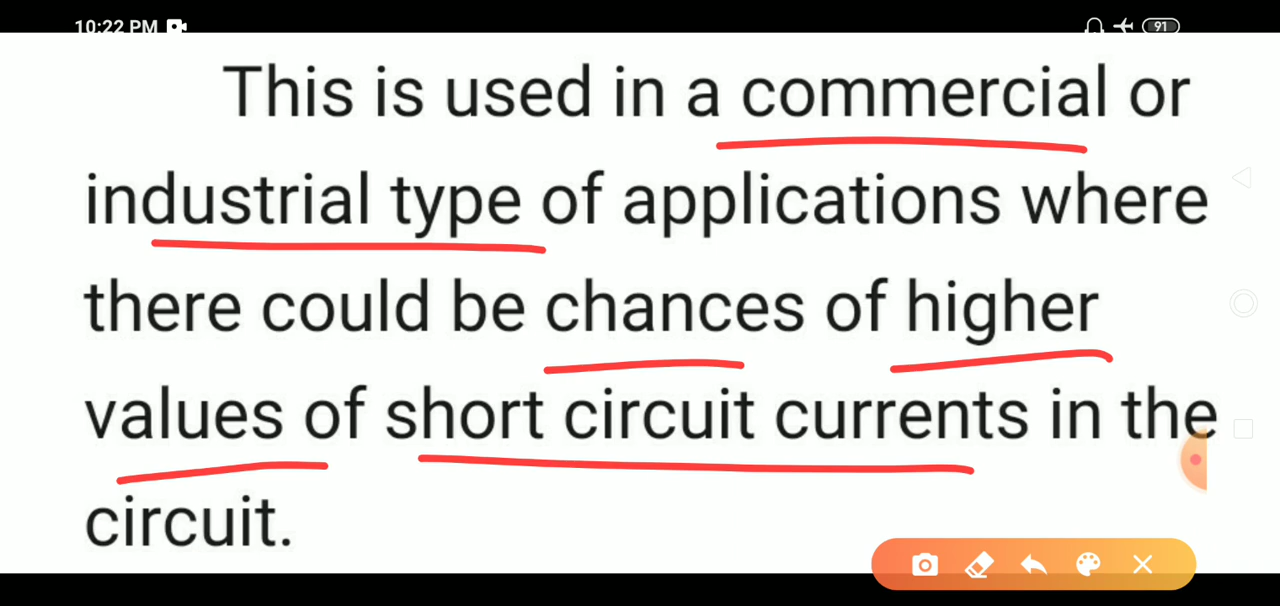 10:22 PM 91
This is used in a commercial or
industrial type of applications where
there could be chances of higher
values of short circuit currents in the
circuit.